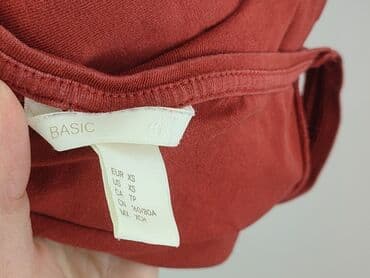 BASIC
EUR XS
US XS
CA TP
CN 160/80A
MX XCH